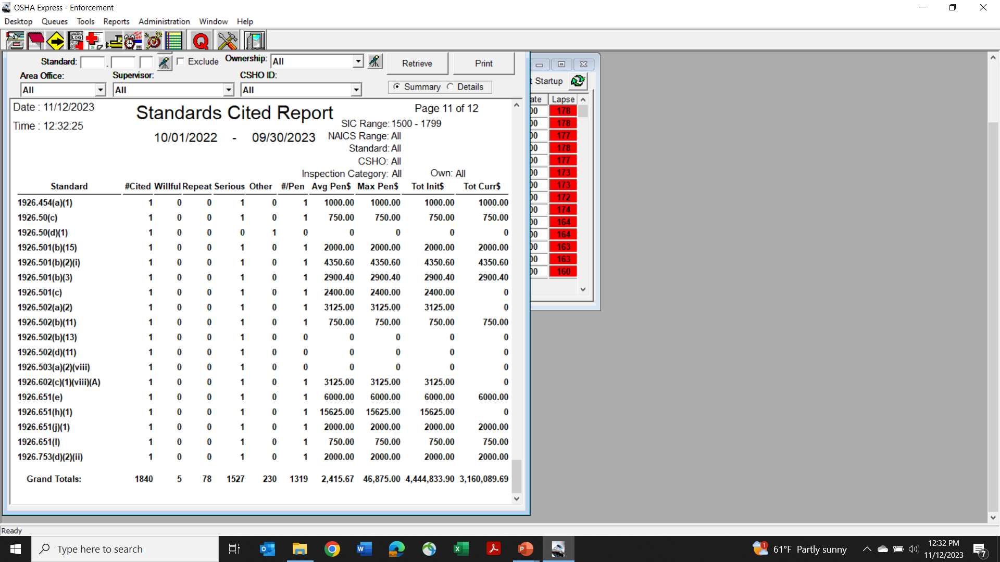 OSHA Express - Enforcement
Desktop Queues Tools Reports Administration Window Help
LOG
OK
Q
Standard: . Exclude Ownership: All Retrieve Print
Area Office: Supervisor: CSHO ID:
All All All Summary Details
t Startup
ate Lapse
00 178
00 178
00 177
00 178
00 177
00 173
00 173
00 172
00 174
00 164
00 164
00 163
00 163
00 160
Date : 11/12/2023 Standards Cited Report Page 11 of 12
Time : 12:32:25 SIC Range: 1500 - 1799
10/01/2022 - 09/30/2023 NAICS Range: All
Standard: All
CSHO: All
Inspection Category: All Own: All
Standard #Cited Willful Repeat Serious Other #/Pen Avg Pen$ Max Pen$ Tot Init$ Tot Curr$
1926.454(a)(1) 1 0 0 1 0 1 1000.00 1000.00 1000.00 1000.00
1926.50(c) 1 0 0 1 0 1 750.00 750.00 750.00 750.00
1926.50(d)(1) 1 0 0 0 1 0 0 0 0 0
1926.501(b)(15) 1 0 0 1 0 1 2000.00 2000.00 2000.00 2000.00
1926.501(b)(2)(i) 1 0 0 1 0 1 4350.60 4350.60 4350.60 4350.60
1926.501(b)(3) 1 0 0 1 0 1 2900.40 2900.40 2900.40 2900.40
1926.501(c) 1 0 0 1 0 1 2400.00 2400.00 2400.00 0
1926.502(a)(2) 1 0 0 1 0 1 3125.00 3125.00 3125.00 0
1926.502(b)(11) 1 0 0 1 0 1 750.00 750.00 750.00 750.00
1926.502(b)(13) 1 0 0 1 0 0 0 0 0 0
1926.502(d)(11) 1 0 0 1 0 0 0 0 0 0
1926.503(a)(2)(viii) 1 0 0 1 0 0 0 0 0 0
1926.602(c)(1)(viii)(A) 1 0 0 1 0 1 3125.00 3125.00 3125.00 0
1926.651(e) 1 0 0 1 0 1 6000.00 6000.00 6000.00 6000.00
1926.651(h)(1) 1 0 0 1 0 1 15625.00 15625.00 15625.00 0
1926.651(j)(1) 1 0 0 1 0 1 2000.00 2000.00 2000.00 2000.00
1926.651(l) 1 0 0 1 0 1 750.00 750.00 750.00 750.00
1926.753(d)(2)(ii) 1 0 0 1 0 1 2000.00 2000.00 2000.00 2000.00
Grand Totals: 1840 5 78 1527 230 1319 2,415.67 46,875.00 4,444,833.90 3,160,089.69
Ready
Type here to search
1 61°F Partly sunny
12:32 PM
11/12/2023
7